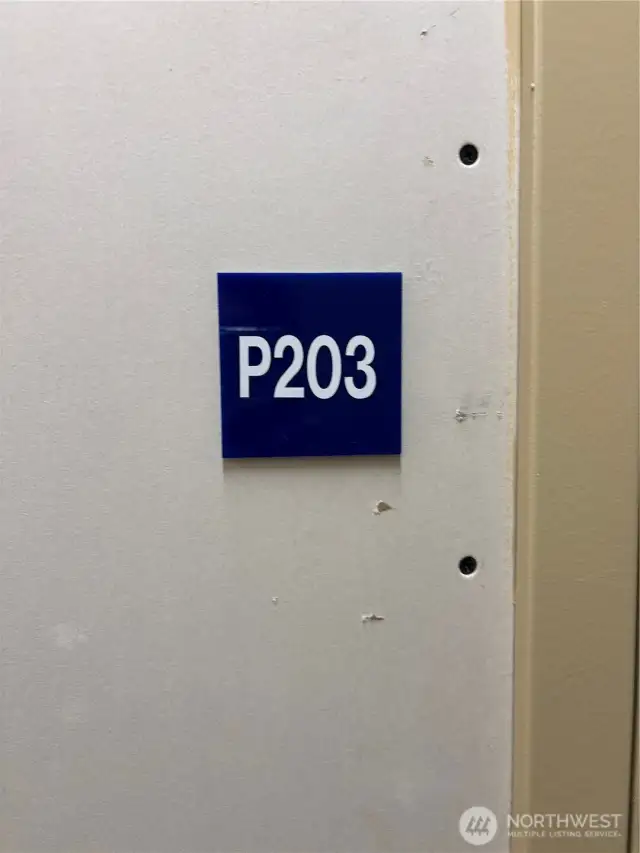 P203
NORTHWEST
MULTIPLE LISTING SERVICE